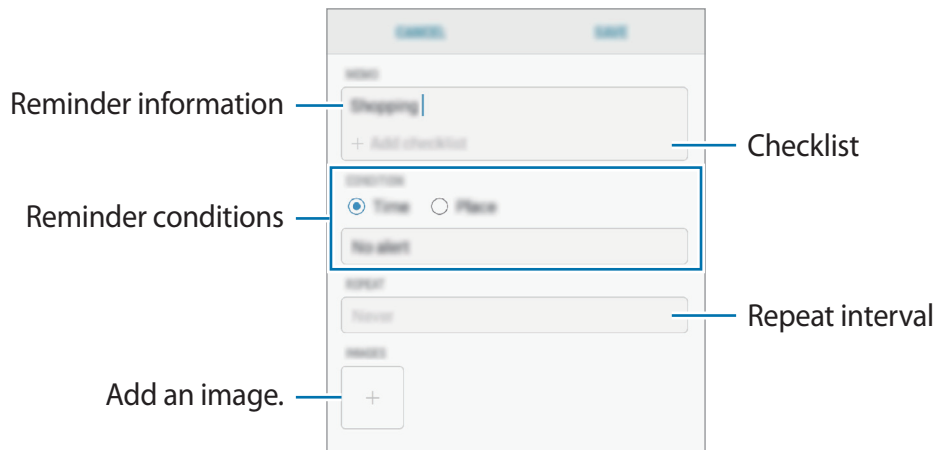 CANCEL SAVE
MEMO
Reminder information
Shopping
+ Add checklist
Checklist
CONDITION
Reminder conditions
Time Place
No alert
REPEAT
Never
Repeat interval
IMAGES
Add an image.
+